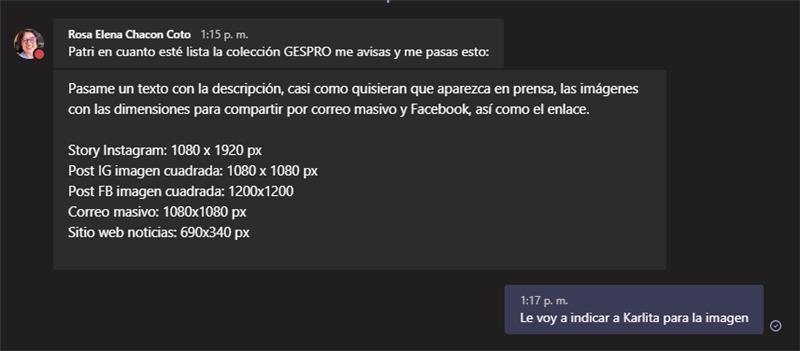 Rosa Elena Chacon Coto 1:15 p. m.
Patri en cuanto esté lista la colección GESPRO me avisas y me pasas esto:
Pasame un texto con la descripción, casi como quisieran que aparezca en prensa, las imágenes
con las dimensiones para compartir por correo masivo y Facebook, así como el enlace.
Story Instagram: 1080 x 1920 px
Post IG imagen cuadrada: 1080 x 1080 px
Post FB imagen cuadrada: 1200x1200
Correo masivo: 1080x1080 px
Sitio web noticias: 690x340 px
1:17 p. m.
Le voy a indicar a Karlita para la imagen